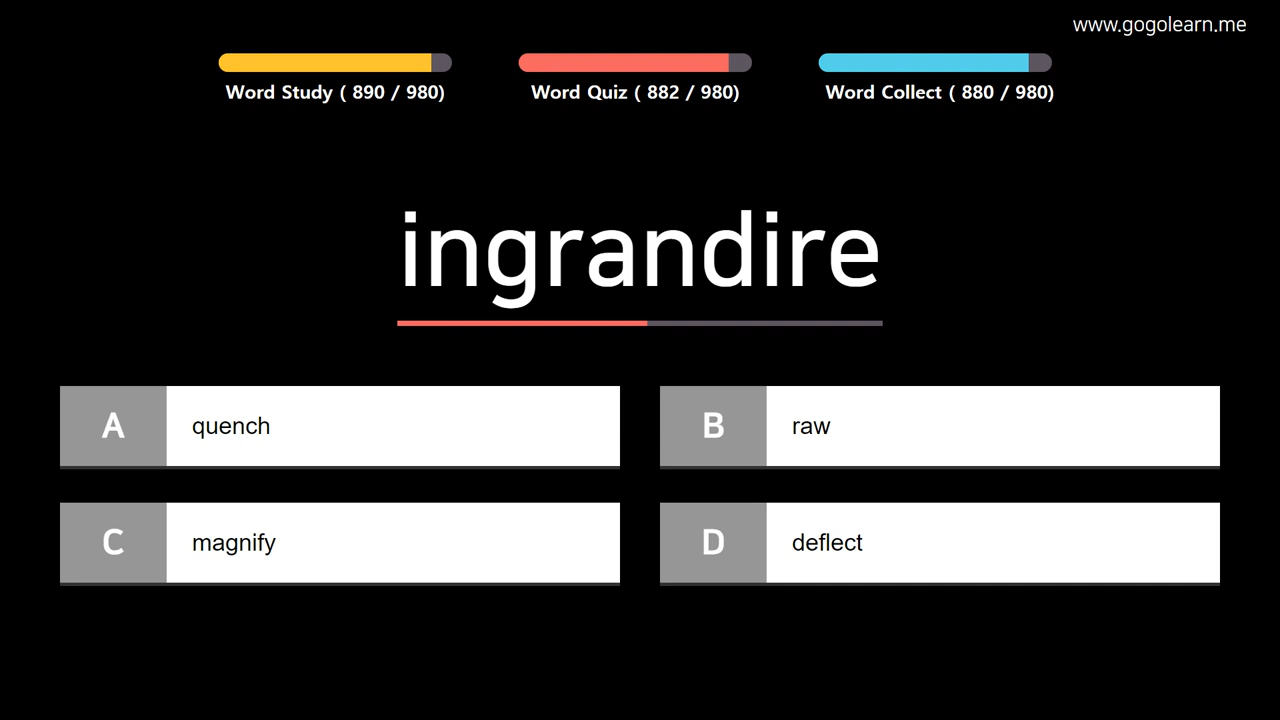 www.gogolearn.me
Word Study ( 890 / 980)
Word Quiz ( 882 / 980)
Word Collect ( 880 / 980)
ingrandire
A quench
B raw
C magnify
D deflect